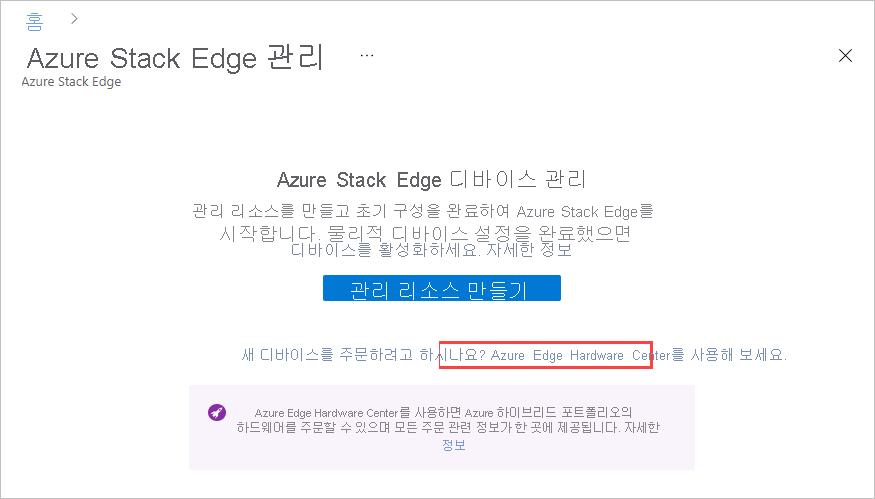 홈 >
Azure Stack Edge 관리 ...
Azure Stack Edge
Azure Stack Edge 디바이스 관리
관리 리소스를 만들고 초기 구성을 완료하여 Azure Stack Edge를
시작합니다. 물리적 디바이스 설정을 완료했으면
디바이스를 활성화하세요. 자세한 정보
관리 리소스 만들기
새 디바이스를 주문하려고 하시나요? Azure Edge Hardware Center를 사용해 보세요.
Azure Edge Hardware Center를 사용하면 Azure 하이브리드 포트폴리오의
하드웨어를 주문할 수 있으며 모든 주문 관련 정보가 한 곳에 제공됩니다. 자세한
정보